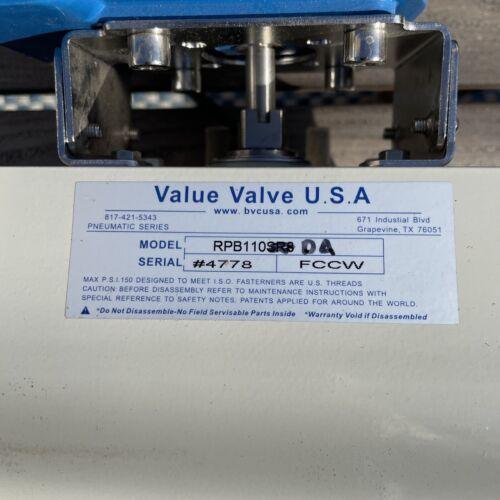 Value Valve U.S.A
www.bvcusa.com
817-421-5343
PNEUMATIC SERIES
671 Industial Blvd
Grapevine, TX 76051
MODEL RPB110 DA
SERIAL #4778 FCCW
MAX P.S.I.150 DESIGNED TO MEET I.S.O. FASTERNERS ARE U.S. THREADS
CAUTION: BEFORE DISASSEMBLY REFER TO MAINTENANCE INSTRUCTIONS WITH
SPECIAL REFERENCE TO SAFETY NOTES. PATENTS APPLIED FOR AROUND THE WORLD.
*Do Not Disassemble-No Field Servisable Parts Inside *Warranty Void if Disassembled